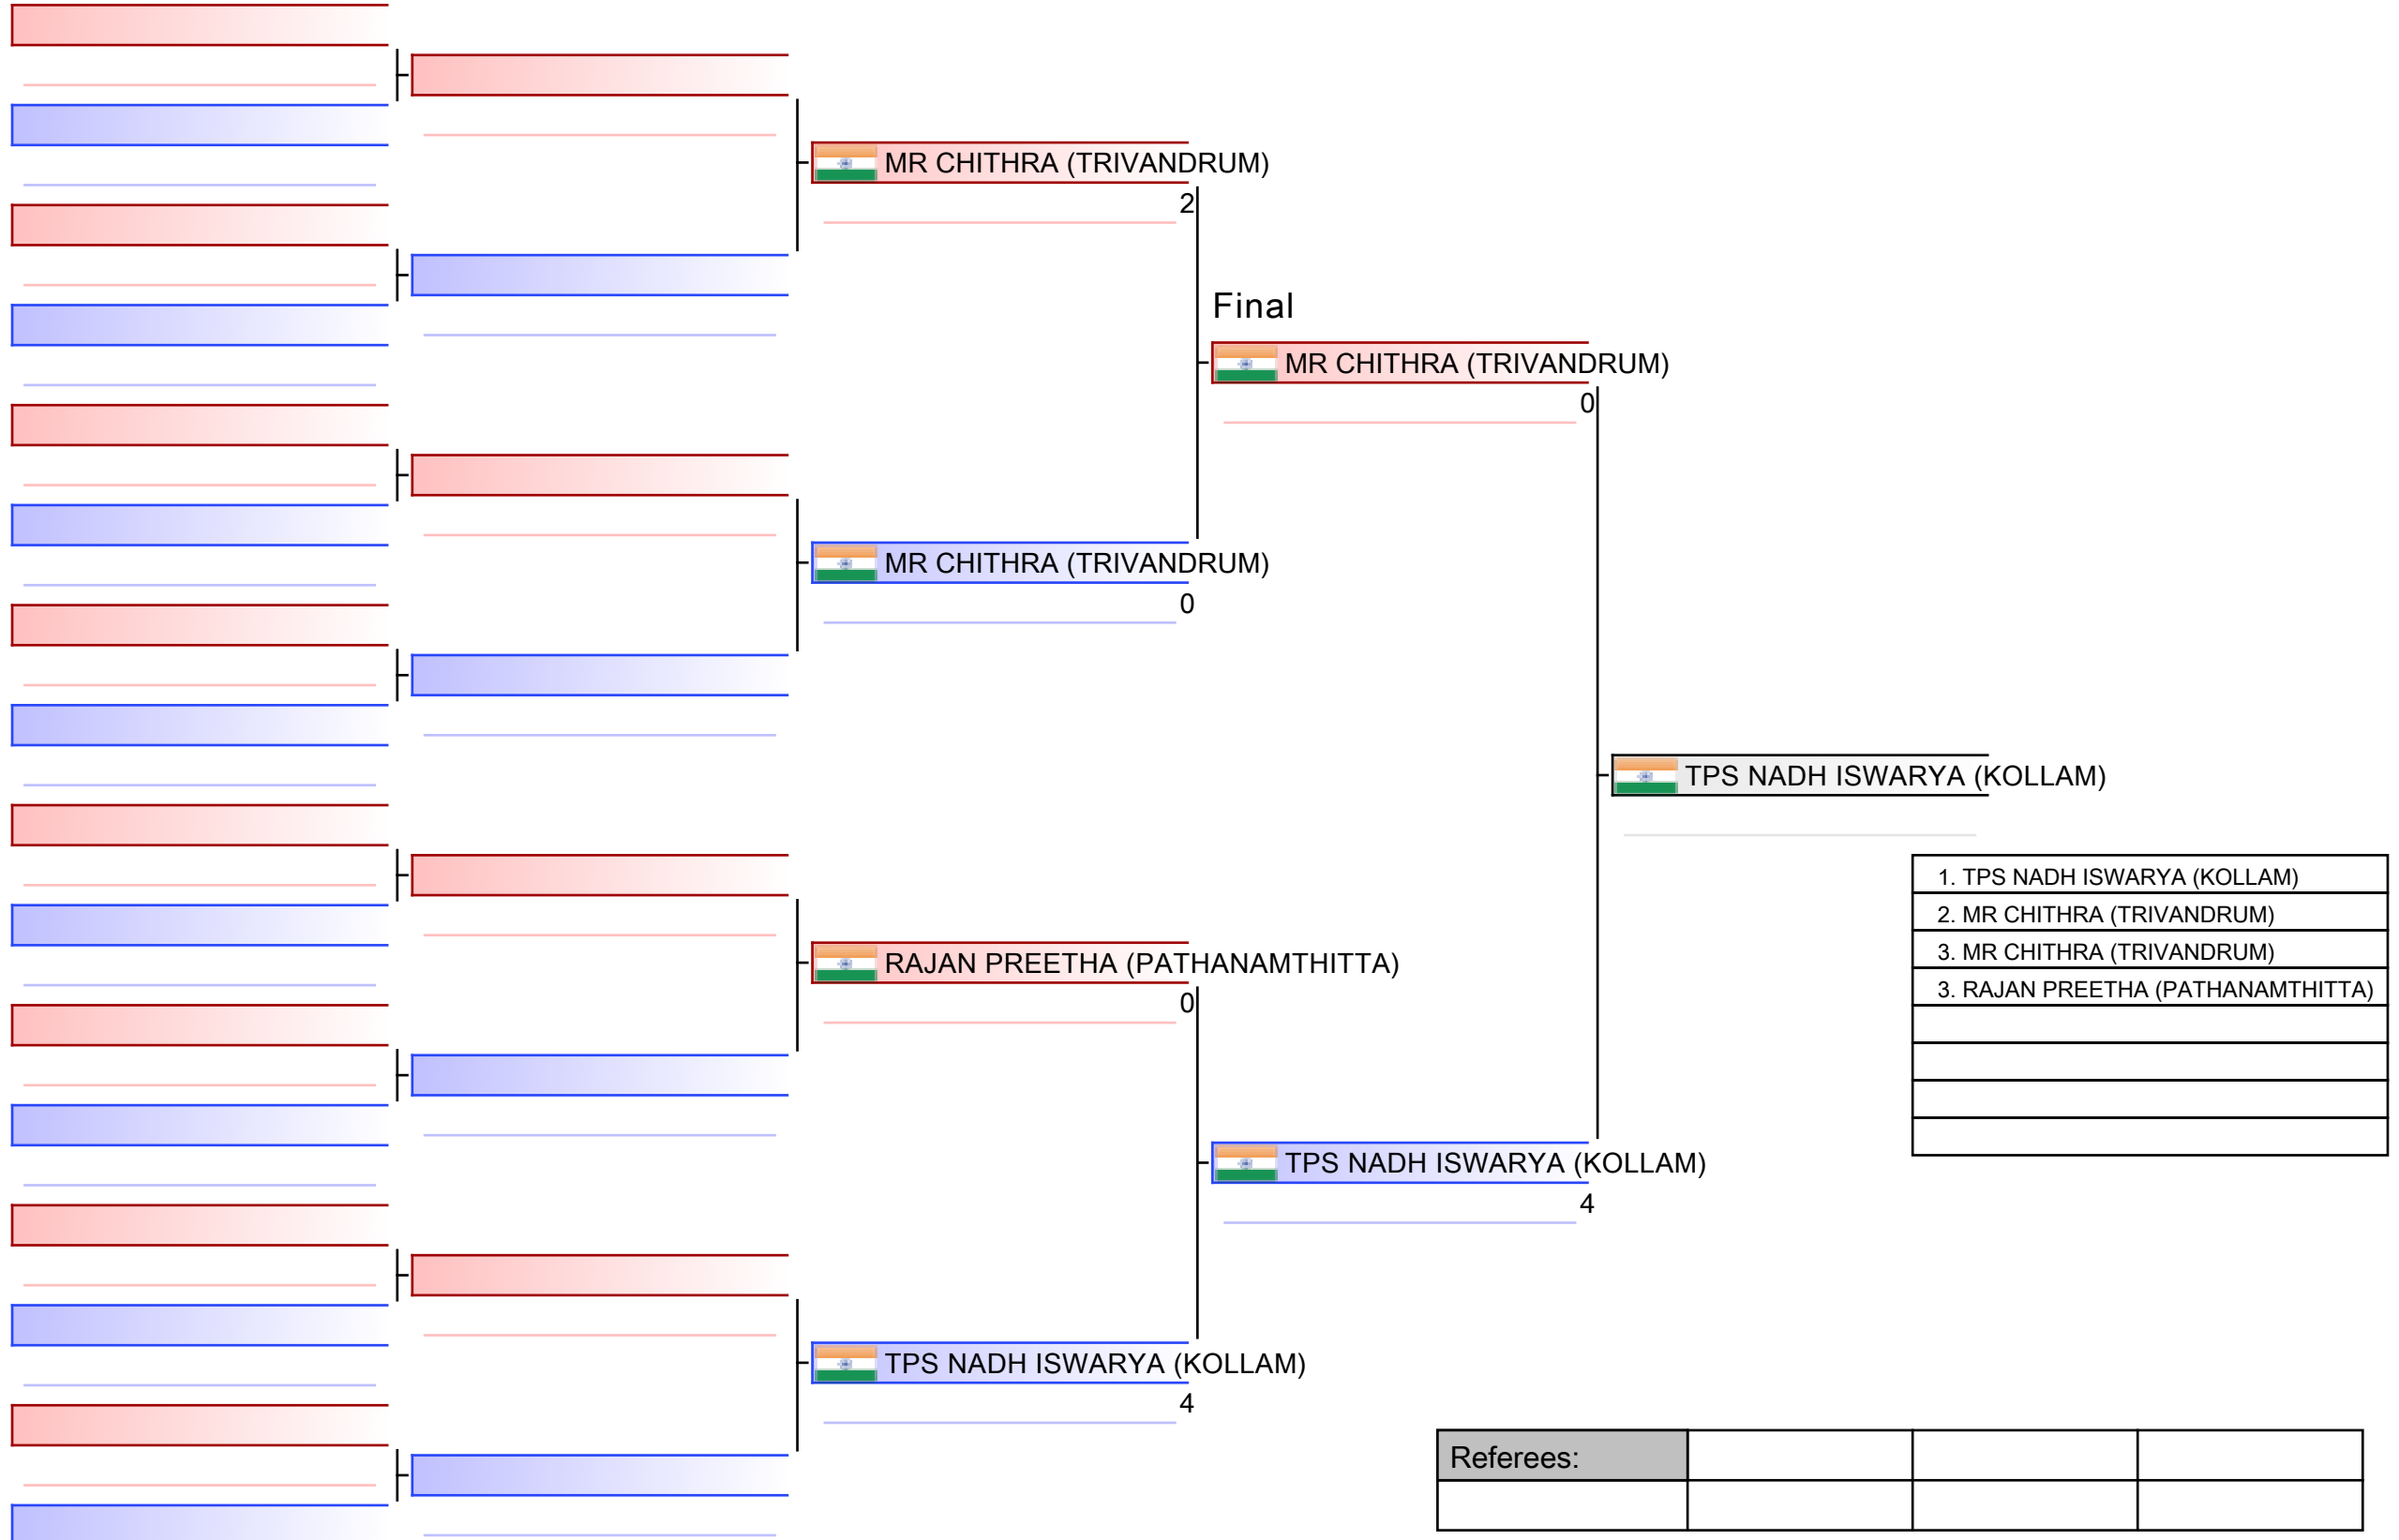 MR CHITHRA (TRIVANDRUM)
2
Final
MR CHITHRA (TRIVANDRUM)
0
MR CHITHRA (TRIVANDRUM)
0
TPS NADH ISWARYA (KOLLAM)
1. TPS NADH ISWARYA (KOLLAM)
2. MR CHITHRA (TRIVANDRUM)
3. MR CHITHRA (TRIVANDRUM)
3. RAJAN PREETHA (PATHANAMTHITTA)
RAJAN PREETHA (PATHANAMTHITTA)
0
TPS NADH ISWARYA (KOLLAM)
4
TPS NADH ISWARYA (KOLLAM)
4
Referees: